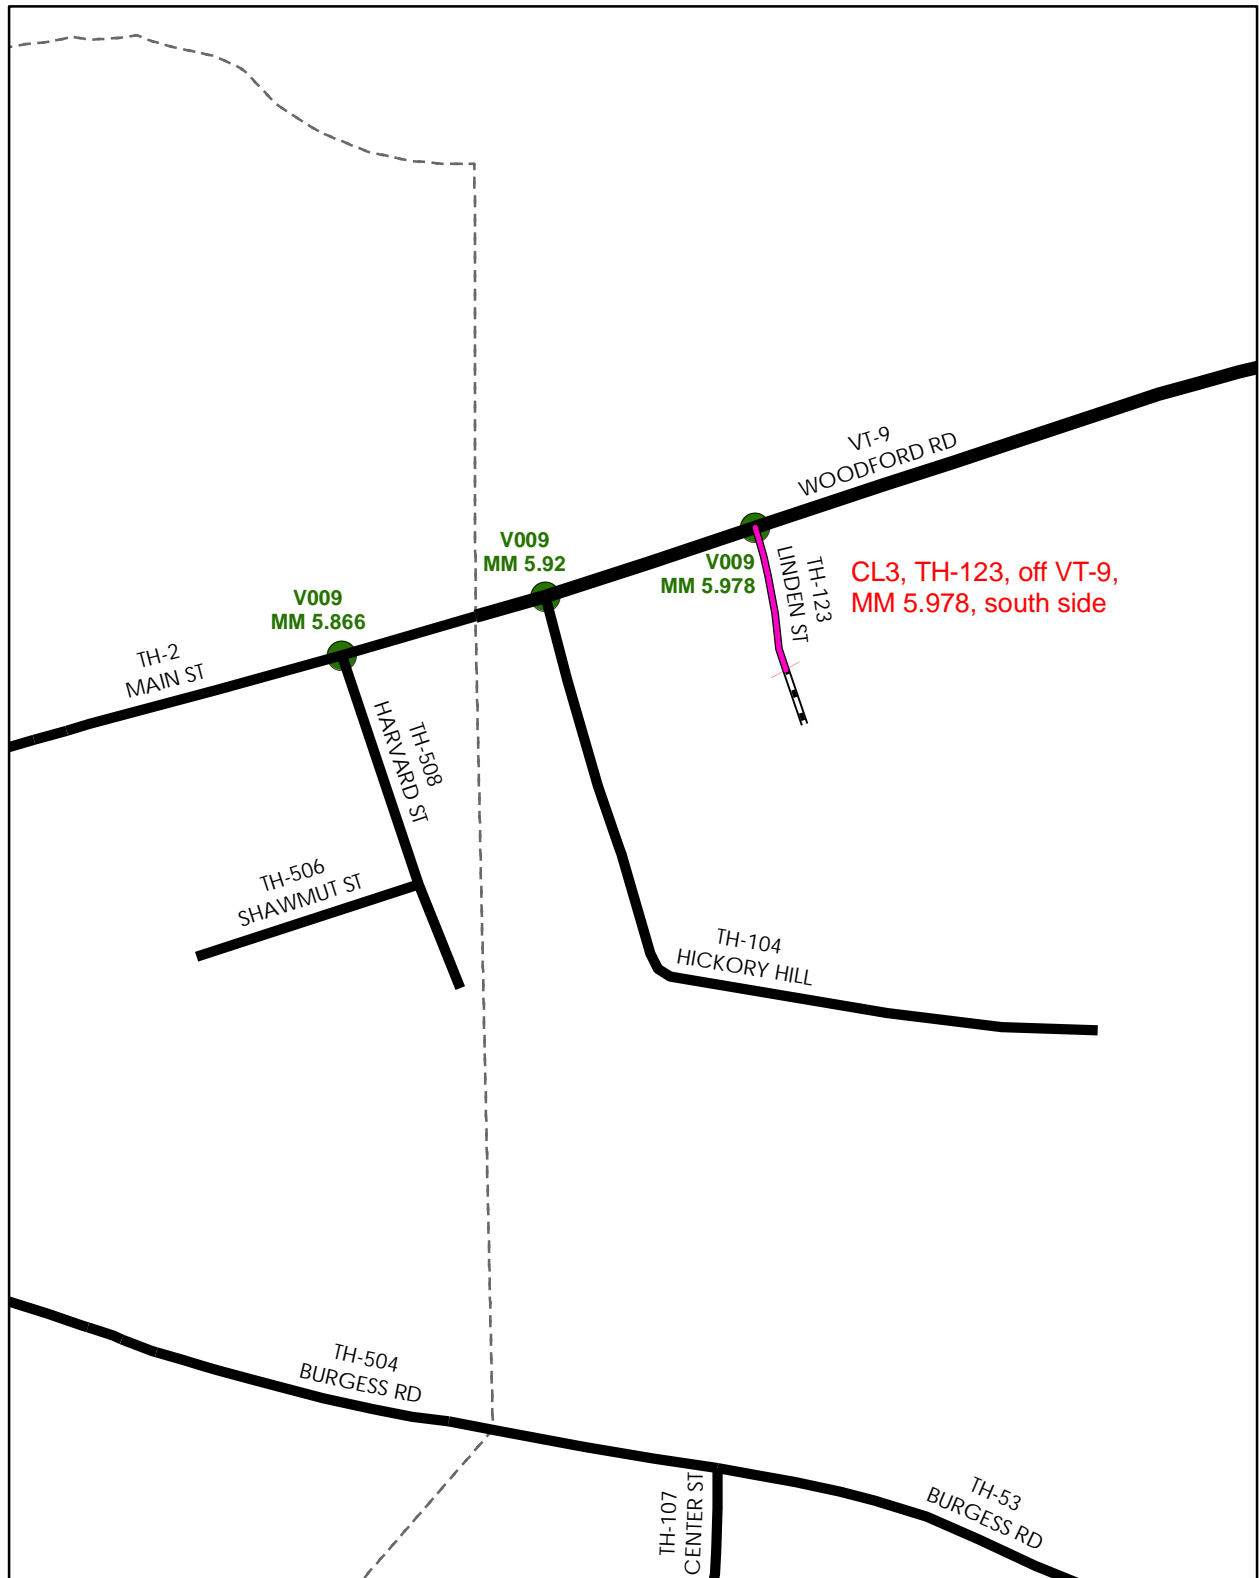 VT-9
WOODFORD RD
V009
MM 5.92
V009
MM 5.978
TH-123
LINDEN ST
CL3, TH-123, off VT-9,
MM 5.978, south side
V009
MM 5.866
TH-2
MAIN ST
TH-508
HARVARD ST
TH-506
SHAWMUT ST
TH-104
HICKORY HILL
TH-504
BURGESS RD
TH-107
CENTER ST
TH-53
BURGESS RD